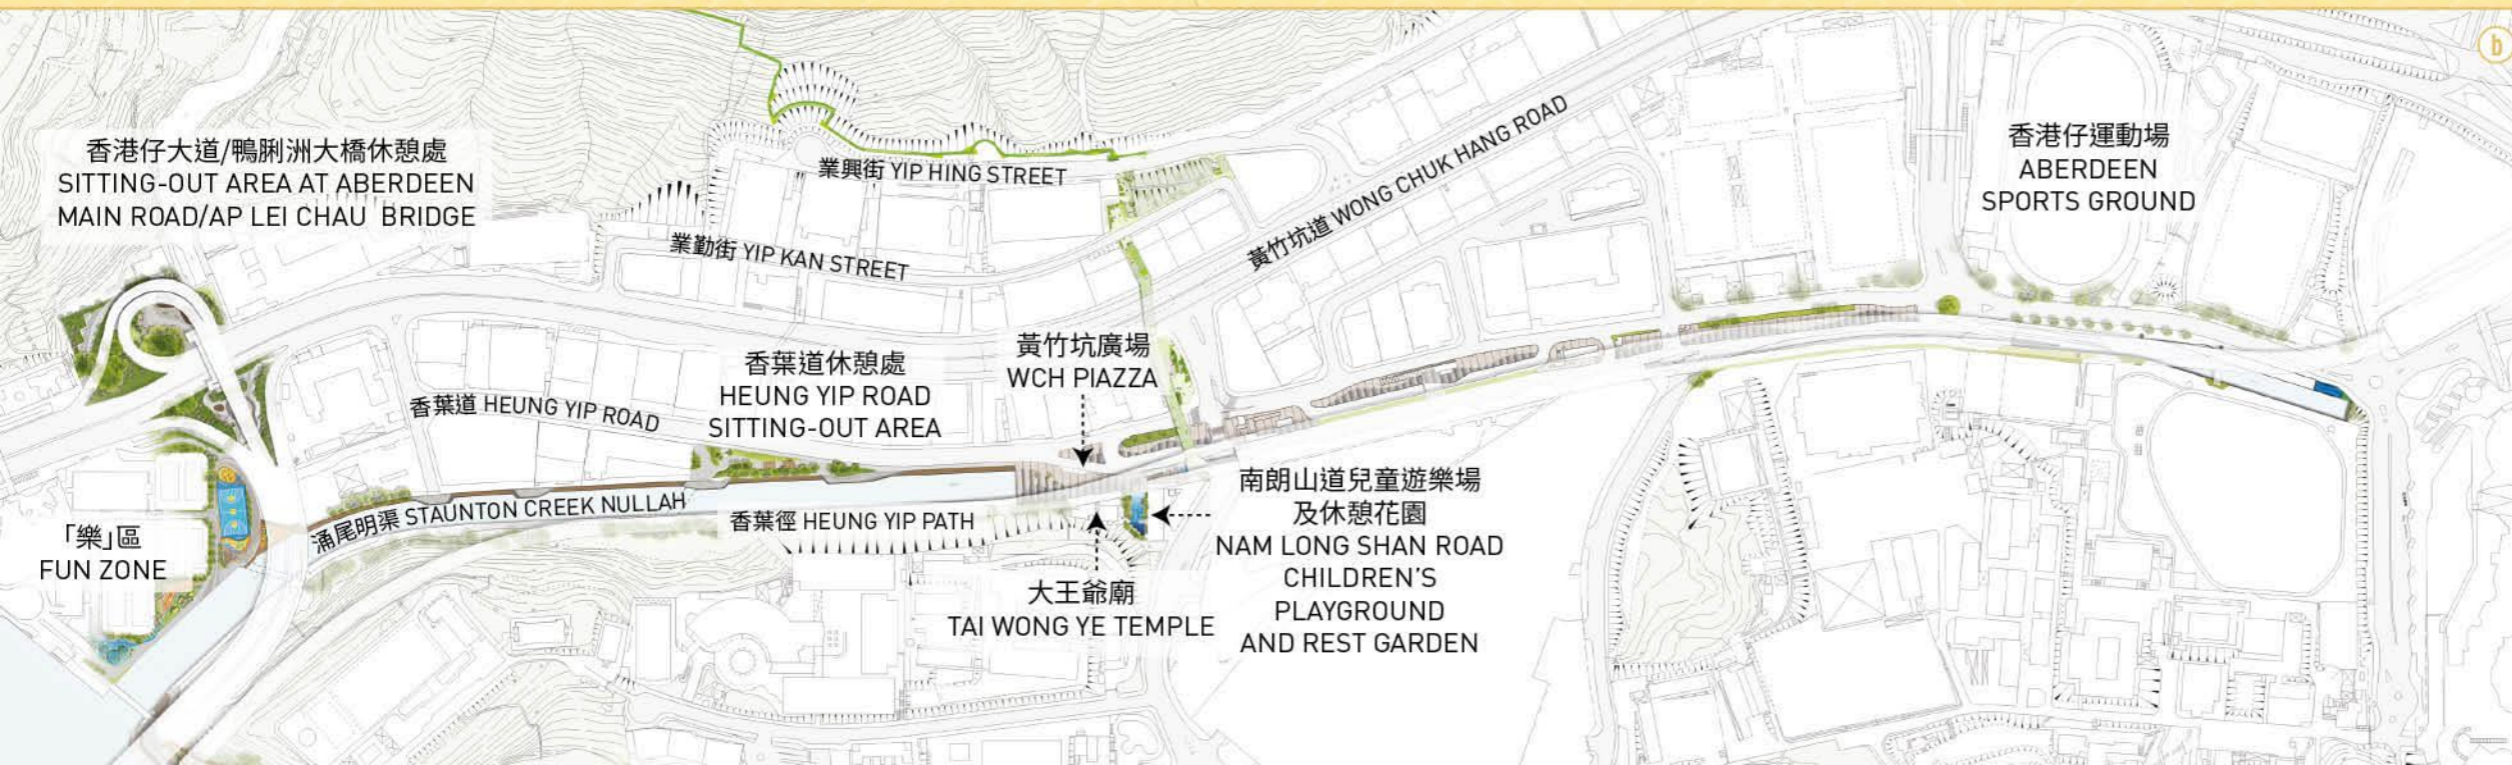 b
香港仔大道/鴨脷洲大橋休憩處
SITTING-OUT AREA AT ABERDEEN
MAIN ROAD/AP LEI CHAU BRIDGE
業興街 YIP HING STREET
業勤街 YIP KAN STREET
黃竹坑道 WONG CHUK HANG ROAD
香港仔運動場
ABERDEEN
SPORTS GROUND
香葉道 HEUNG YIP ROAD
香葉道休憩處
HEUNG YIP ROAD
SITTING-OUT AREA
黃竹坑廣場
WCH PIAZZA
「樂」區
FUN ZONE
涌尾明渠 STAUNTON CREEK NULLAH
香葉徑 HEUNG YIP PATH
大王爺廟
TAI WONG YE TEMPLE
南朗山道兒童遊樂場
及休憩花園
NAM LONG SHAN ROAD
CHILDREN'S
PLAYGROUND
AND REST GARDEN